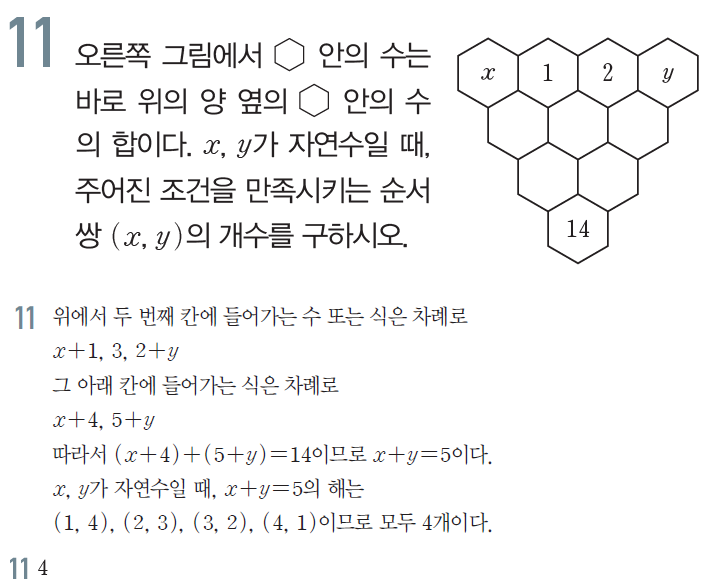 11
오른쪽 그림에서 ⬡ 안의 수는
바로 위의 양 옆의 ⬡ 안의 수
의 합이다. x, y가 자연수일 때,
주어진 조건을 만족시키는 순서
쌍 (x, y)의 개수를 구하시오.
x 1 2 y
14
11 위에서 두 번째 칸에 들어가는 수 또는 식은 차례로
x+1, 3, 2+y
그 아래 칸에 들어가는 식은 차례로
x+4, 5+y
따라서 (x+4)+(5+y)=14이므로 x+y=5이다.
x, y가 자연수일 때, x+y=5의 해는
(1, 4), (2, 3), (3, 2), (4, 1)이므로 모두 4개이다.
11 4